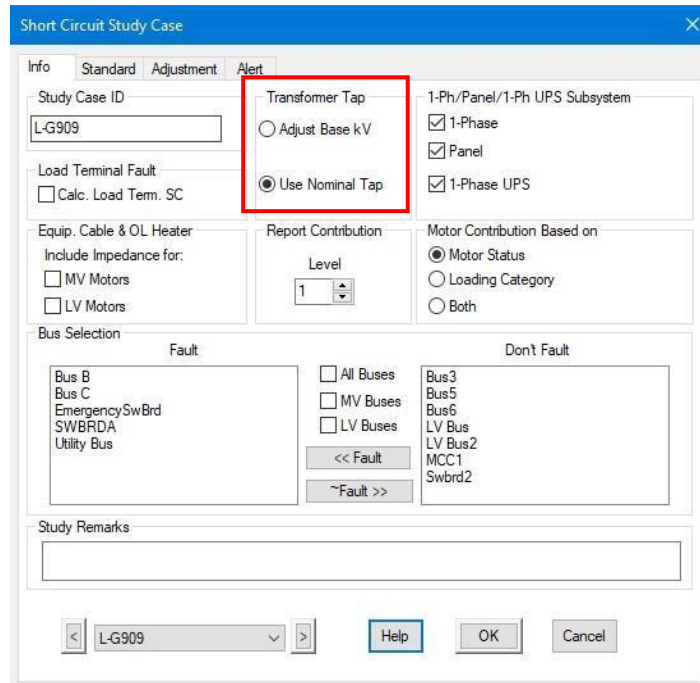 Short Circuit Study Case
Info Standard Adjustment Alert
Study Case ID
L-G909
Transformer Tap
Adjust Base kV
Use Nominal Tap
1-Ph/Panel/1-Ph UPS Subsystem
1-Phase
Panel
1-Phase UPS
Load Terminal Fault
Calc. Load Term. SC
Equip. Cable & OL Heater
Include Impedance for:
MV Motors
LV Motors
Report Contribution
Level
1
Motor Contribution Based on
Motor Status
Loading Category
Both
Bus Selection
Fault
Bus B
Bus C
EmergencySwBrd
SWBRDA
Utility Bus
All Buses
MV Buses
LV Buses
<< Fault
~Fault >>
Don't Fault
Bus3
Bus5
Bus6
LV Bus
LV Bus2
MCC1
Swbrd2
Study Remarks
< L-G909 > Help OK Cancel